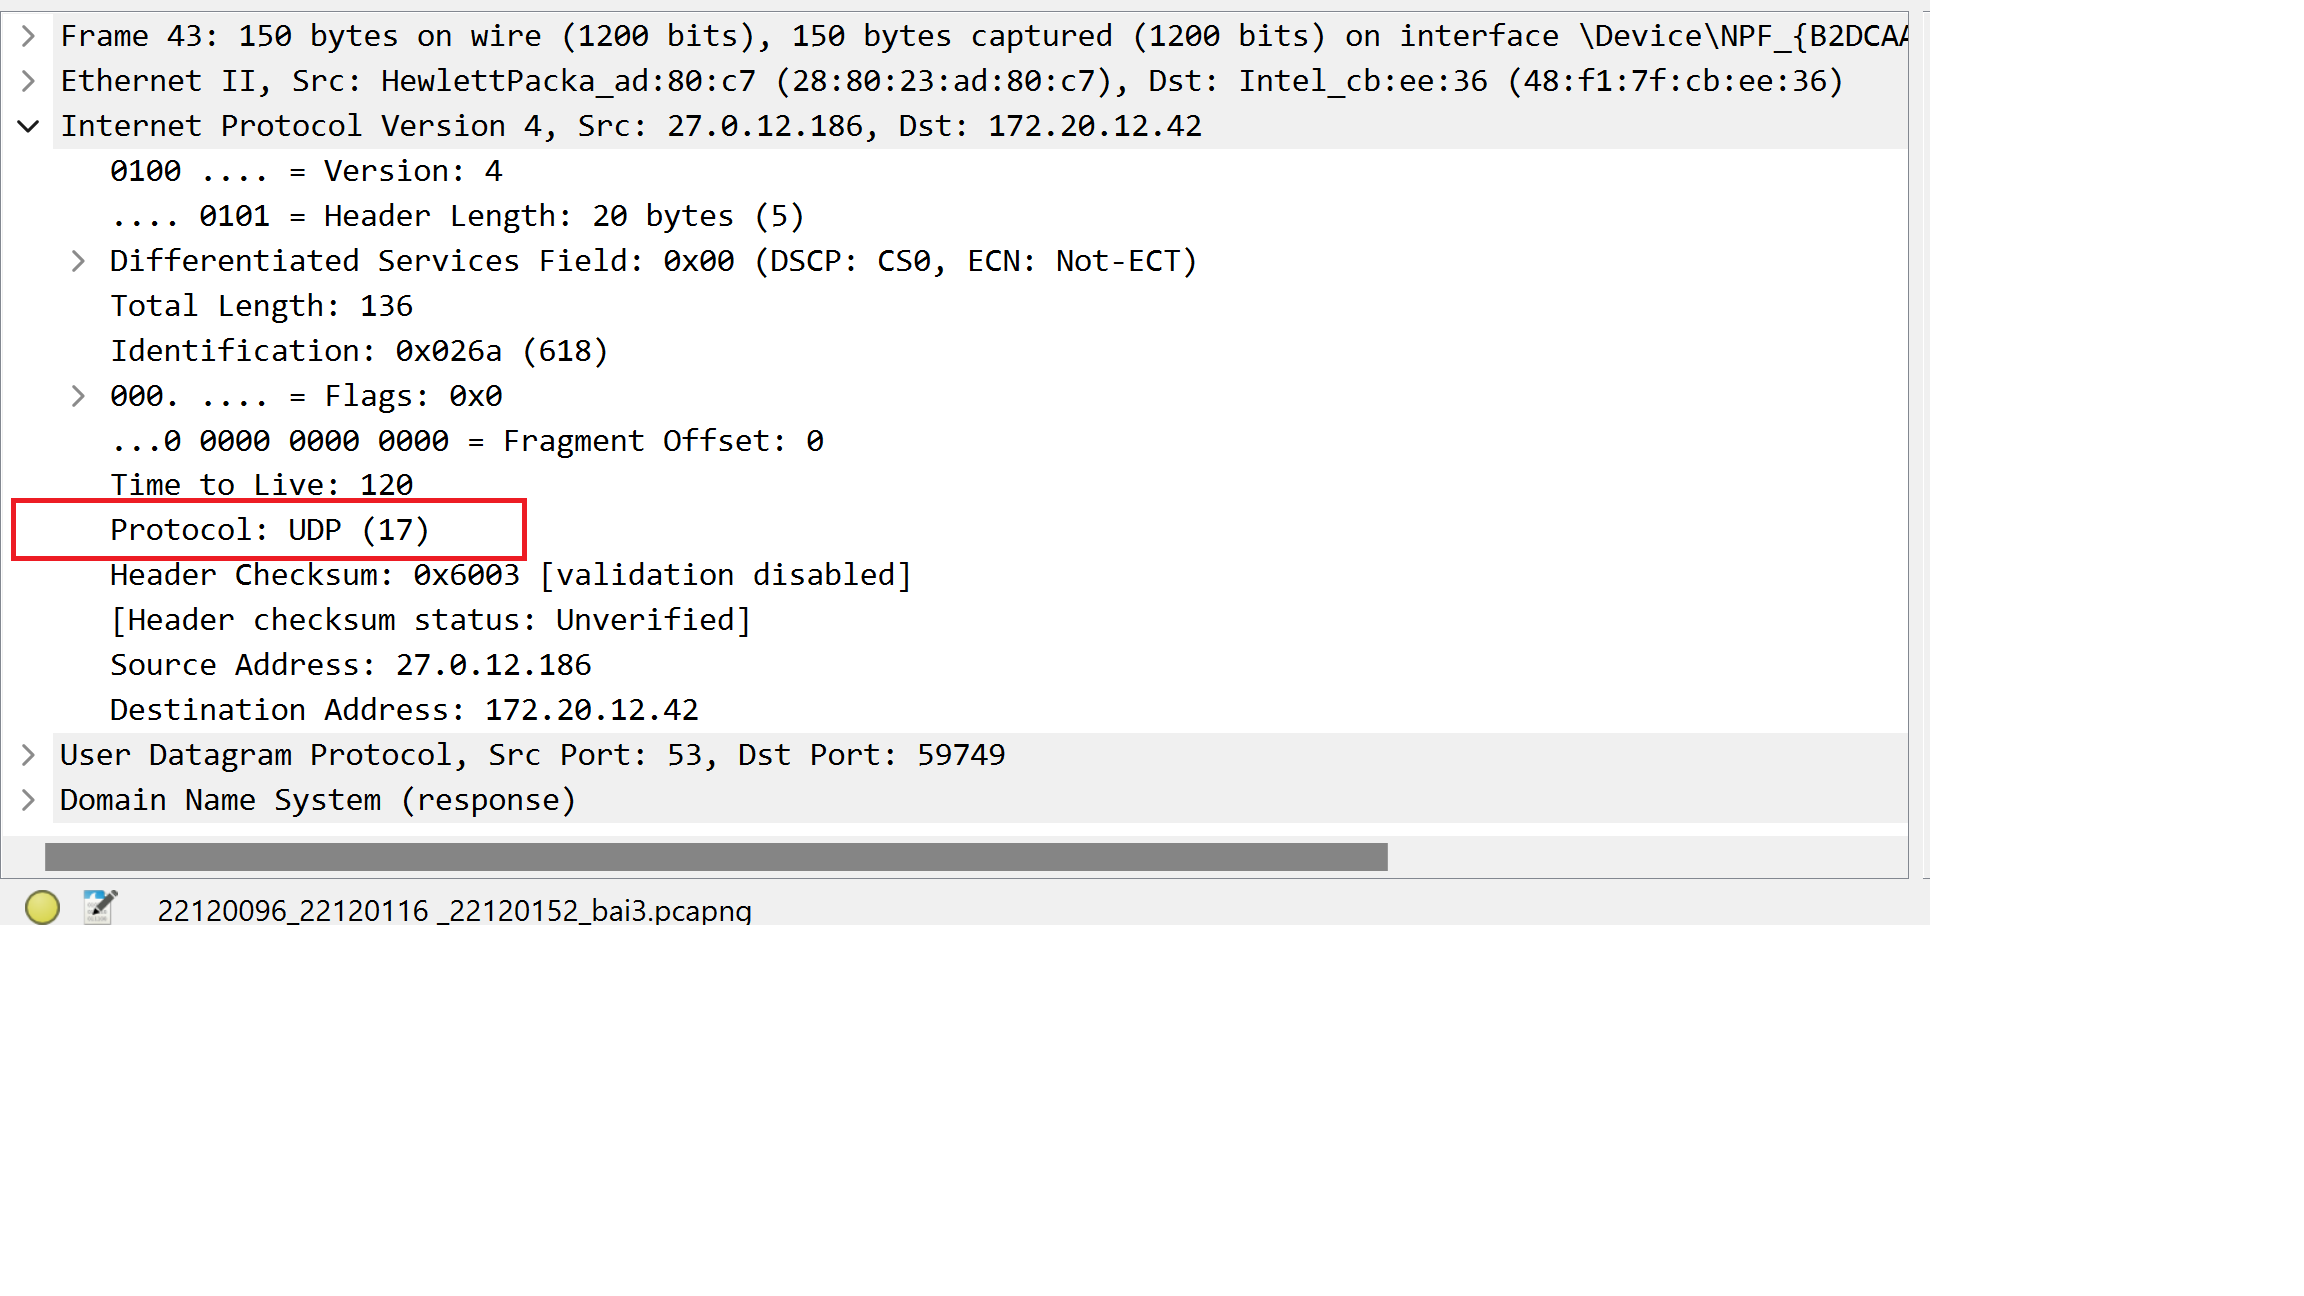 Frame 43: 150 bytes on wire (1200 bits), 150 bytes captured (1200 bits) on interface \Device\NPF_{B2DCAA
Ethernet II, Src: HewlettPacka_ad:80:c7 (28:80:23:ad:80:c7), Dst: Intel_cb:ee:36 (48:f1:7f:cb:ee:36)
Internet Protocol Version 4, Src: 27.0.12.186, Dst: 172.20.12.42
0100 .... = Version: 4
.... 0101 = Header Length: 20 bytes (5)
Differentiated Services Field: 0x00 (DSCP: CS0, ECN: Not-ECT)
Total Length: 136
Identification: 0x026a (618)
000. .... = Flags: 0x0
...0 0000 0000 0000 = Fragment Offset: 0
Time to Live: 120
Protocol: UDP (17)
Header Checksum: 0x6003 [validation disabled]
[Header checksum status: Unverified]
Source Address: 27.0.12.186
Destination Address: 172.20.12.42
User Datagram Protocol, Src Port: 53, Dst Port: 59749
Domain Name System (response)
22120096_22120116 _22120152_bai3.pcapng